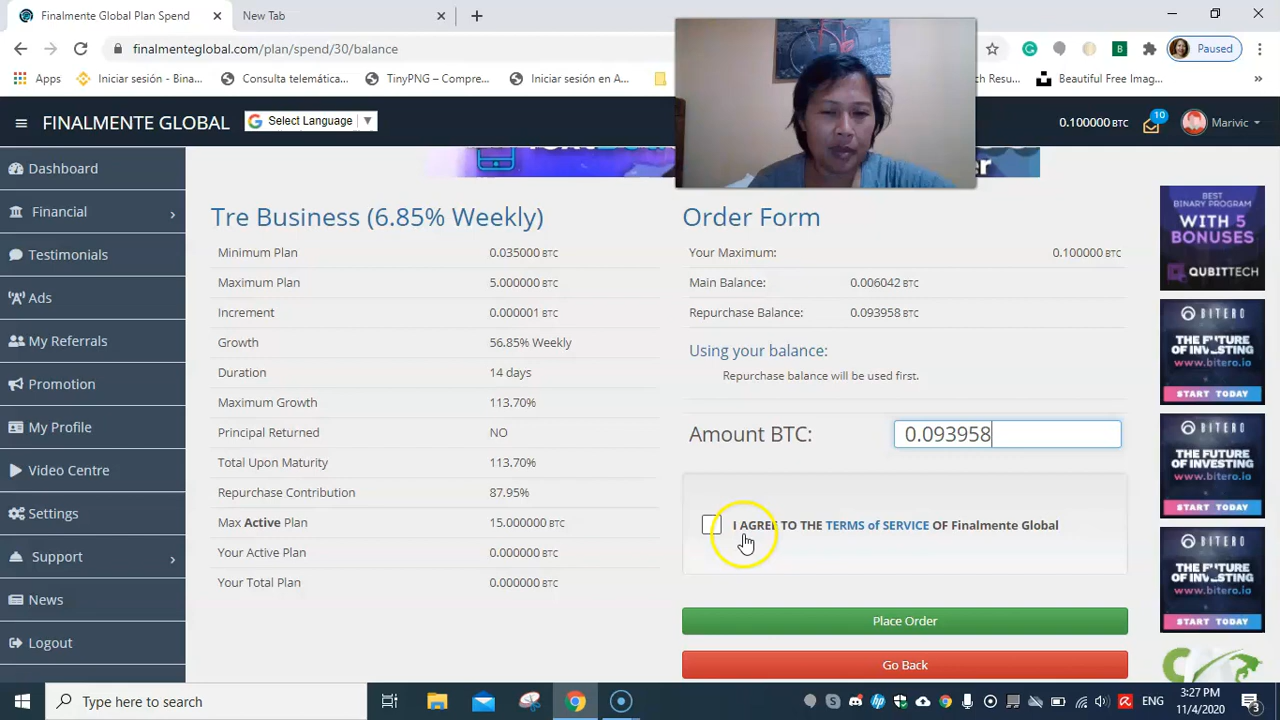 Finalmente Global Plan Spend
New Tab
finalmenteglobal.com/plan/spend/30/balance
Paused
Apps
Iniciar sesión - Bina...
Consulta telemátic...
TinyPNG – Compre...
Iniciar sesión en A...
ch Resu...
Beautiful Free Imag...
FINALMENTE GLOBAL
Select Language
0.100000 BTC
10
Marivic
Dashboard
Financial
Testimonials
Ads
My Referrals
Promotion
My Profile
Video Centre
Settings
Support
News
Logout
Tre Business (6.85% Weekly)
Minimum Plan 0.035000 BTC
Maximum Plan 5.000000 BTC
Increment 0.000001 BTC
Growth 56.85% Weekly
Duration 14 days
Maximum Growth 113.70%
Principal Returned NO
Total Upon Maturity 113.70%
Repurchase Contribution 87.95%
Max Active Plan 15.000000 BTC
Your Active Plan 0.000000 BTC
Your Total Plan 0.000000 BTC
Order Form
Your Maximum: 0.100000 BTC
Main Balance: 0.006042 BTC
Repurchase Balance: 0.093958 BTC
Using your balance:
Repurchase balance will be used first.
Amount BTC: 0.093958
I AGREE TO THE TERMS of SERVICE OF Finalmente Global
Place Order
Go Back
BEST
BINARY PROGRAM
WITH 5
BONUSES
QUBITTECH
BITERO
THE FUTURE
OF INVESTING
www.bitero.io
START TODAY
BITERO
THE FUTURE
OF INVESTING
www.bitero.io
START TODAY
BITERO
THE FUTURE
OF INVESTING
www.bitero.io
START TODAY
Type here to search
ENG
3:27 PM
11/4/2020
3